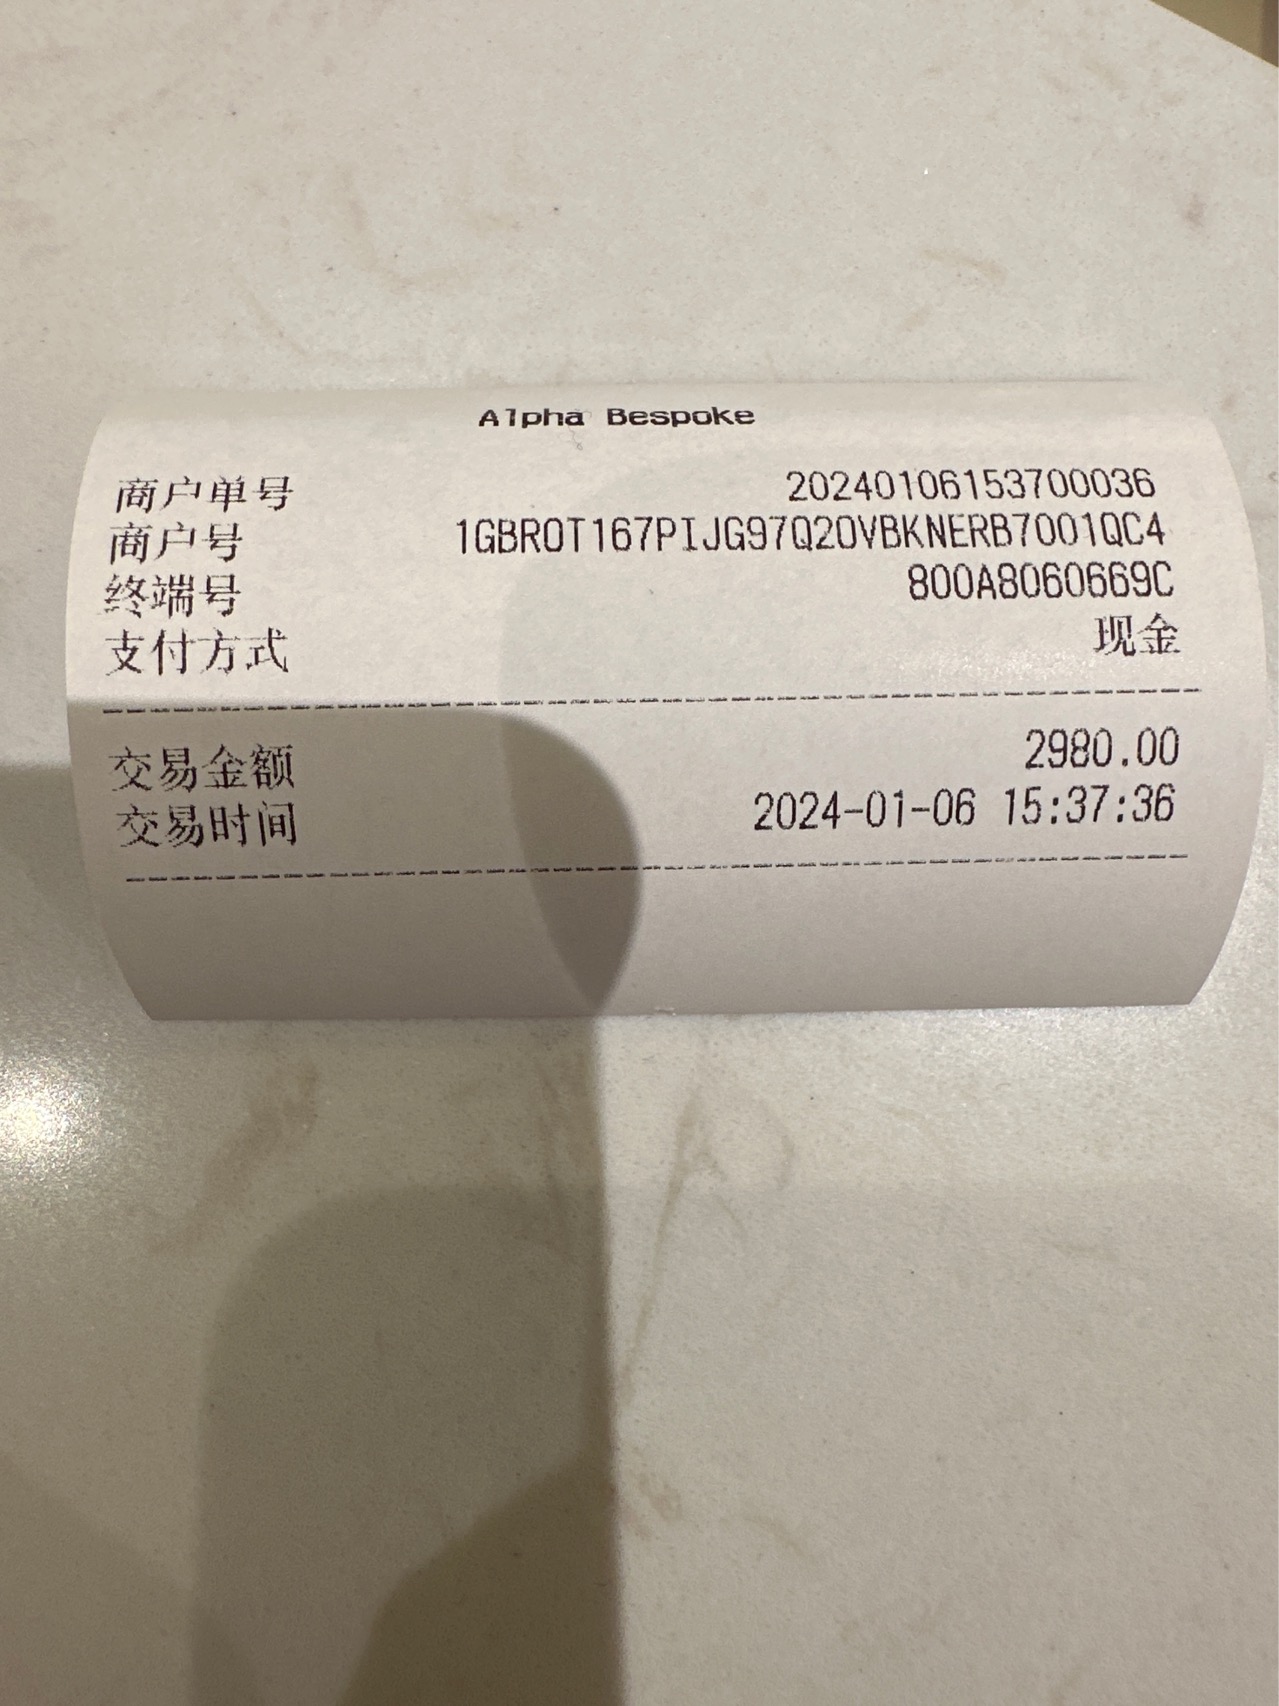 Alpha Bespoke
商户单号 20240106153700036
商户号 1GBR0T167PIJG97Q20VBKNERB7001QC4
终端号 800A8060669C
支付方式 现金
交易金额 2980.00
交易时间 2024-01-06 15:37:36